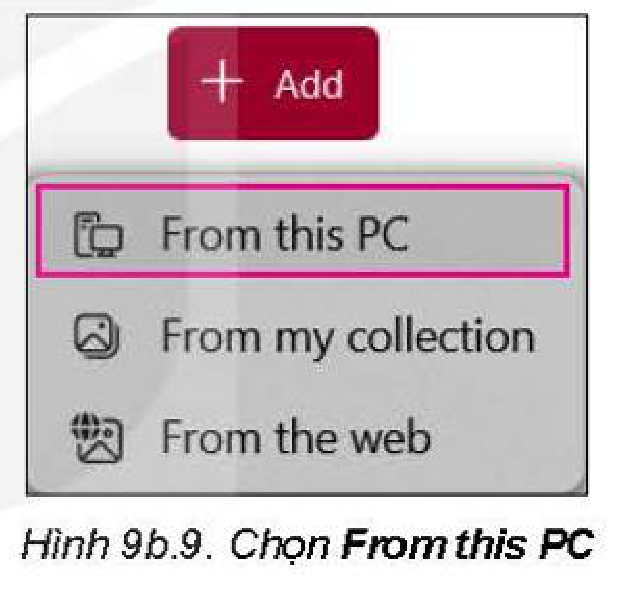 + Add
From this PC
From my collection
From the web
Hình 9b.9. Chọn From this PC